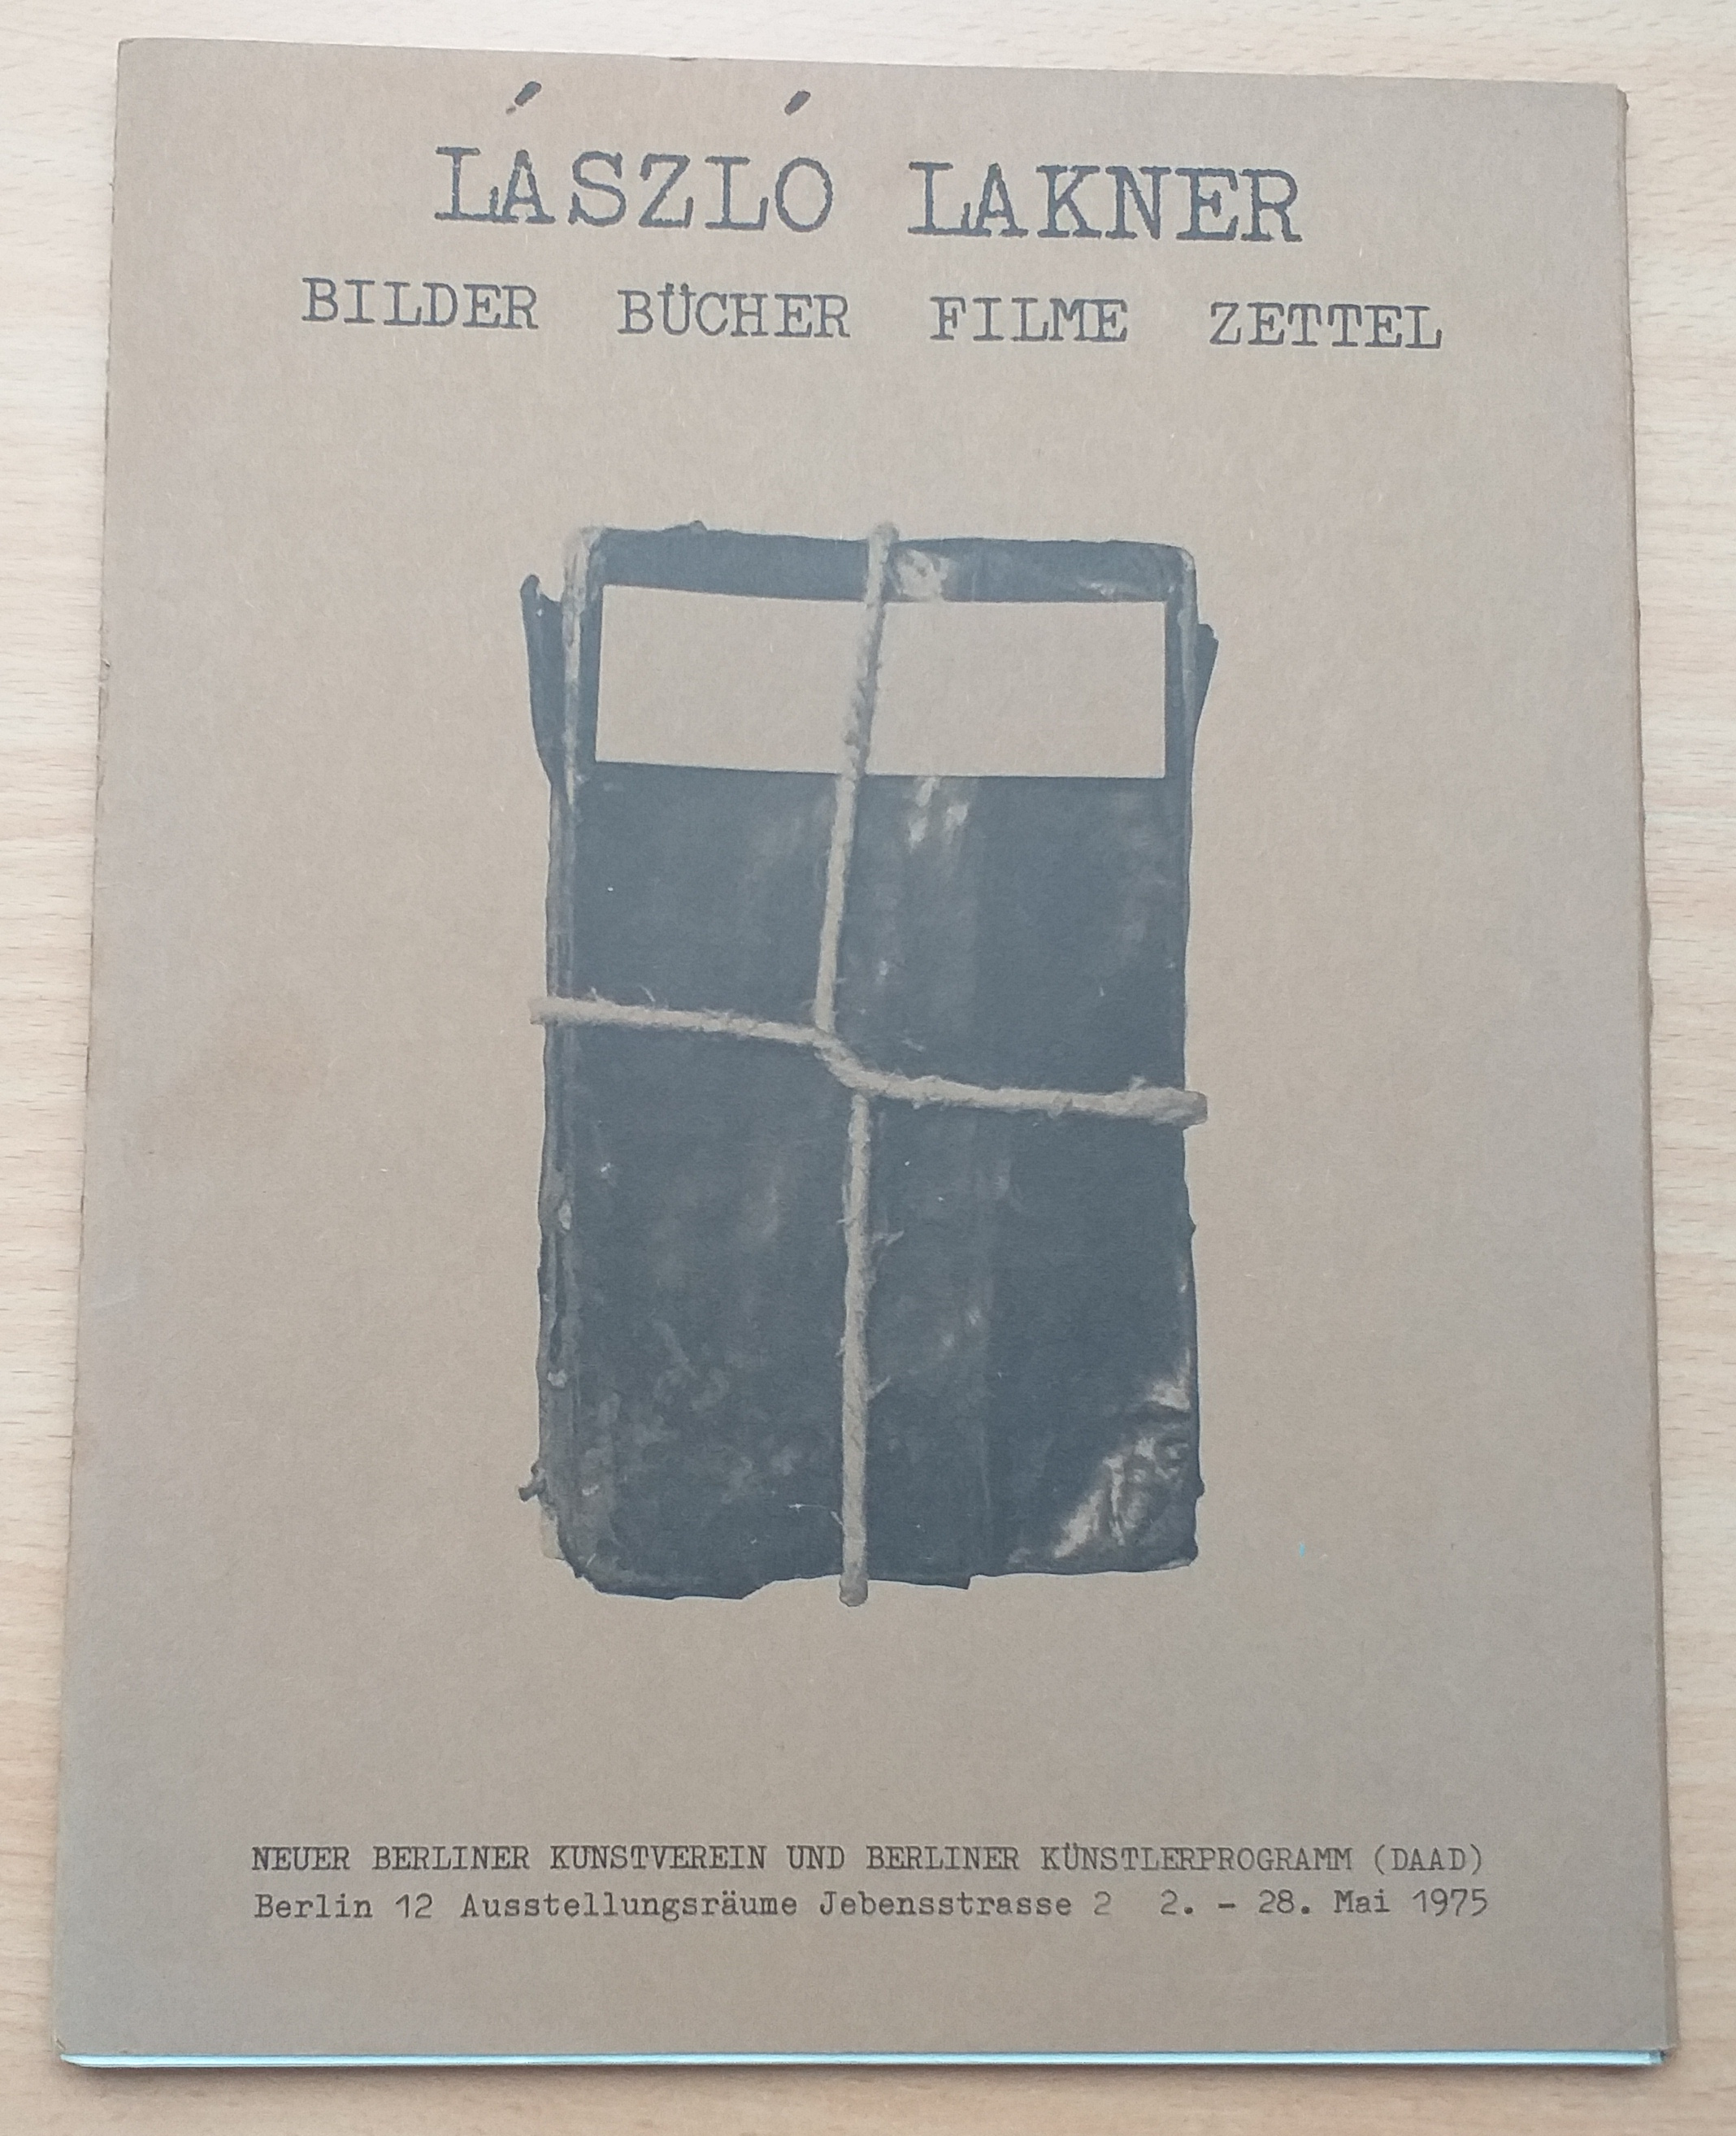 LÁSZLÓ LAKNER
BILDER BÜCHER FILME ZETTEL
NEUER BERLINER KUNSTVEREIN UND BERLINER KÜNSTLERPROGRAMM (DAAD)
Berlin 12 Ausstellungsräume Jebensstrasse 2 2. - 28. Mai 1975